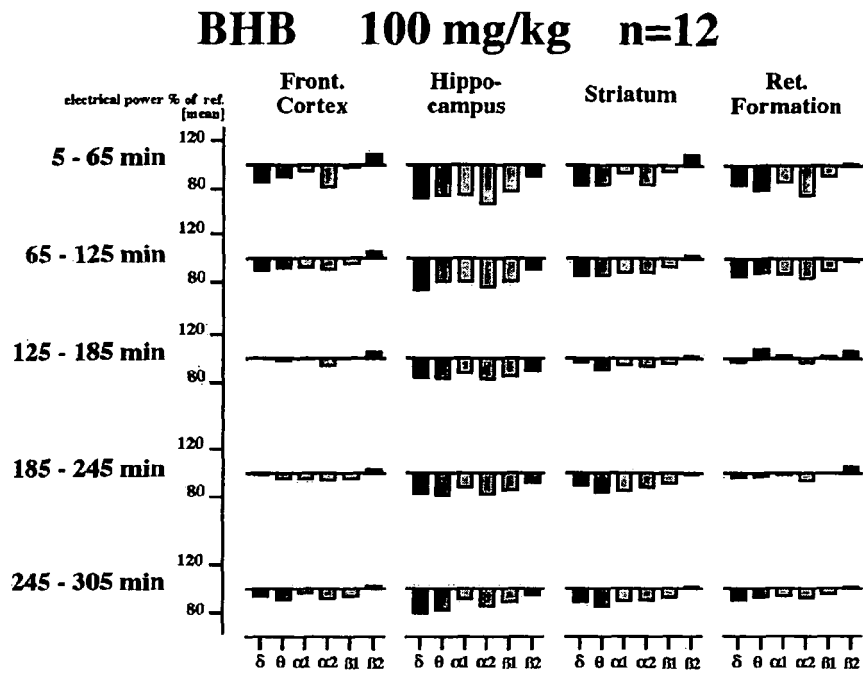 BHB 100 mg/kg n=12
electrical power % of ref.
[mean]
Front.
Cortex
Hippo-
campus
Striatum
Ret.
Formation
5 - 65 min
120
80
65 - 125 min
120
80
125 - 185 min
120
80
185 - 245 min
120
80
245 - 305 min
120
80
δ θ α1 α2 ß1 ß2 δ θ α1 α2 ß1 ß2 δ θ α1 α2 ß1 ß2 δ θ α1 α2 ß1 ß2